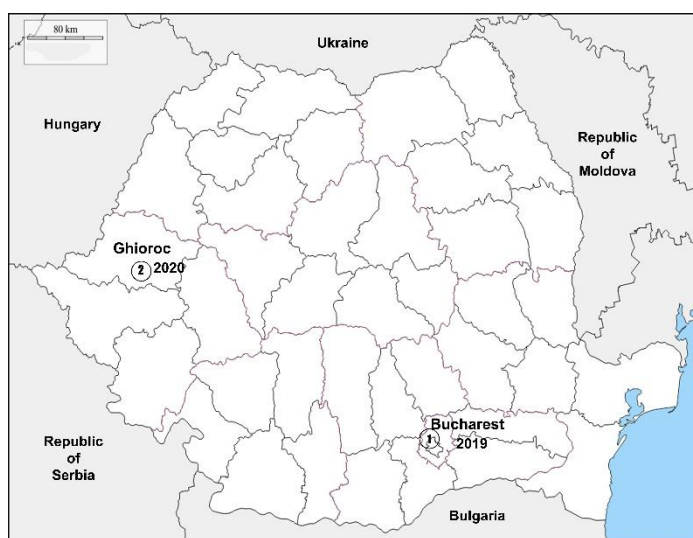 80 km
Ukraine
Hungary
Republic
of
Moldova
Ghioroc
2 2020
Bucharest
1 2019
Republic
of
Serbia
Bulgaria